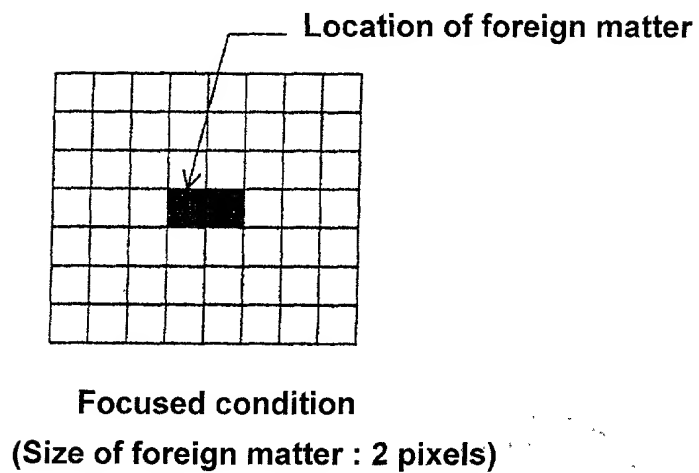 Location of foreign matter
Focused condition
(Size of foreign matter : 2 pixels)